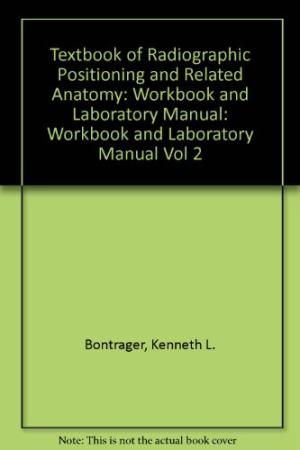 Textbook of Radiographic
Positioning and Related
Anatomy: Workbook and
Laboratory Manual:
Workbook and Laboratory
Manual Vol 2
Bontrager, Kenneth L.
Note: This is not the actual book cover